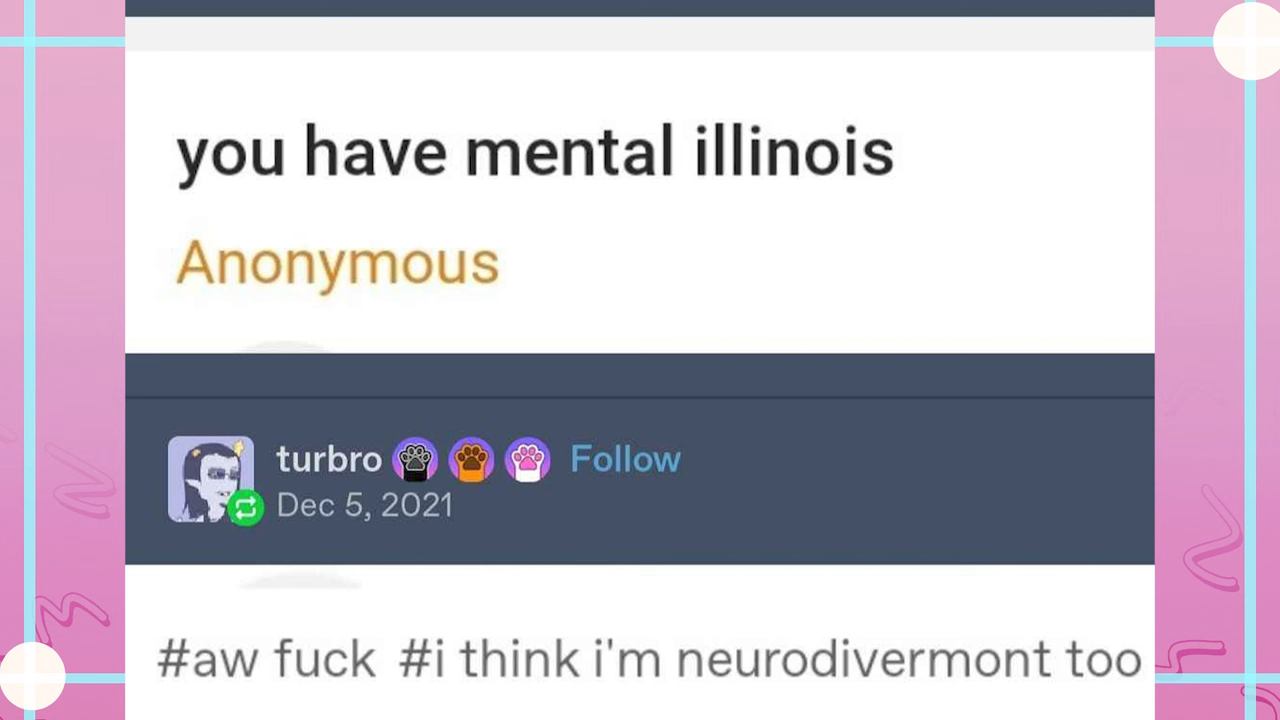 you have mental illinois
Anonymous
turbro Follow
Dec 5, 2021
#aw fuck #i think i'm neurodivermont too